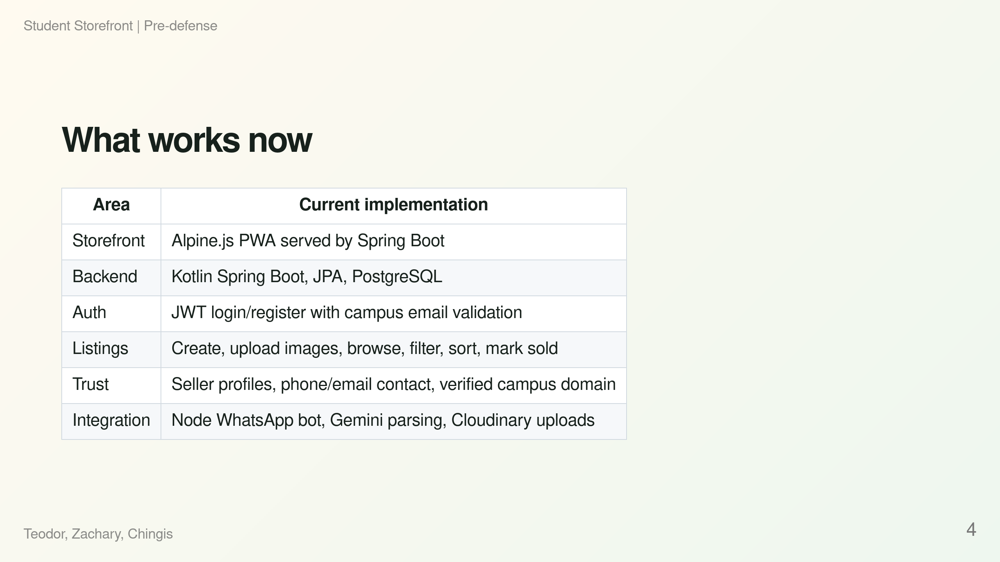 Student Storefront | Pre-defense
What works now
Area Current implementation
Storefront Alpine.js PWA served by Spring Boot
Backend Kotlin Spring Boot, JPA, PostgreSQL
Auth JWT login/register with campus email validation
Listings Create, upload images, browse, filter, sort, mark sold
Trust Seller profiles, phone/email contact, verified campus domain
Integration Node WhatsApp bot, Gemini parsing, Cloudinary uploads
Teodor, Zachary, Chingis
4